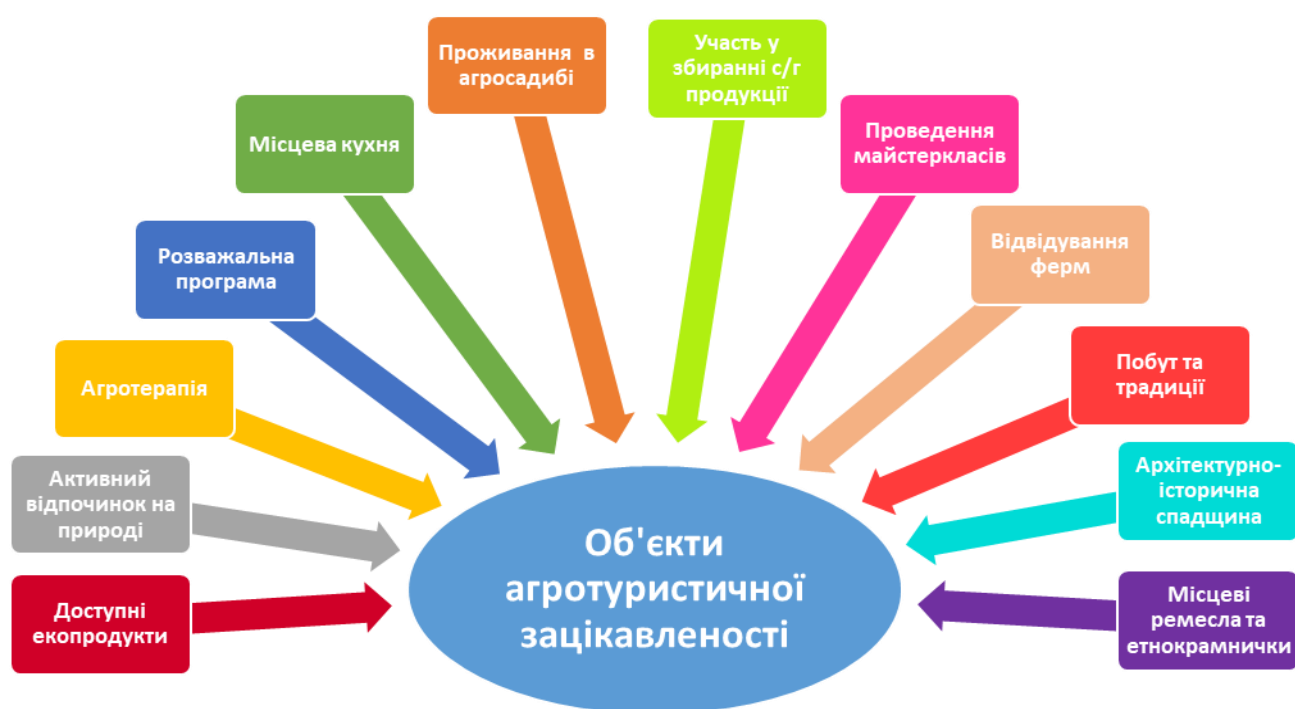 Проживання в
агросадибі
Участь у
збиранні с/г
продукції
Місцева кухня
Проведення
майстеркласів
Розважальна
програма
Відвідування
ферм
Агротерапія
Побут та
традиції
Активний
відпочинок на
природі
Архітектурно-
історична
спадщина
Доступні
екопродукти
Місцеві
ремесла та
етнокрамнички
Об'єкти
агротуристичної
зацікавленості